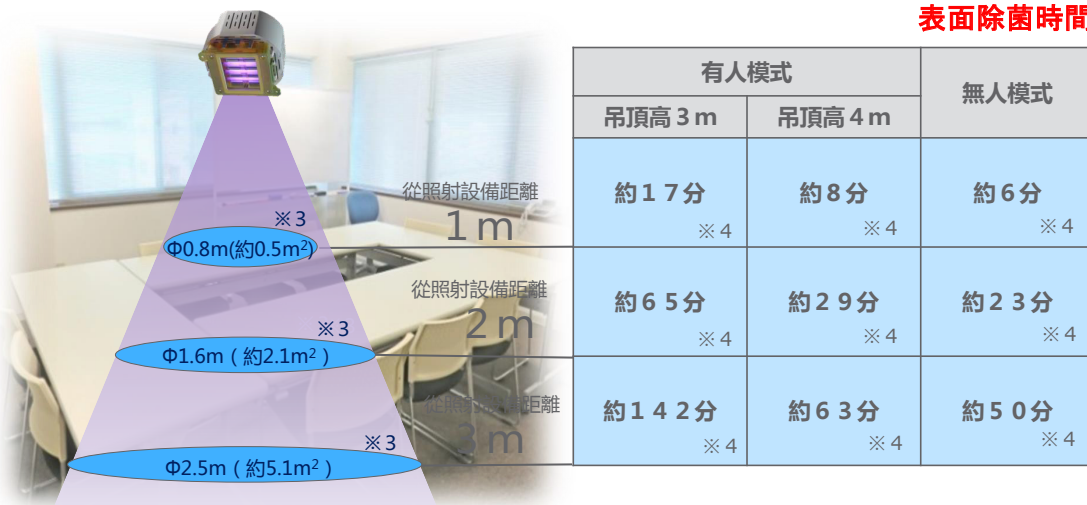 表面除菌時間
有人模式
無人模式
吊頂高３ｍ
吊頂高４ｍ
從照射設備距離
１ｍ
約１７分
※４
約８分
※４
約６分
※４
※３
Φ0.8m(約0.5m²)
從照射設備距離
２ｍ
約６５分
※４
約２９分
※４
約２３分
※４
※３
Φ1.6m（約2.1m²）
從照射設備距離
３ｍ
約１４２分
※４
約６３分
※４
約５０分
※４
※３
Φ2.5m（約5.1m²）